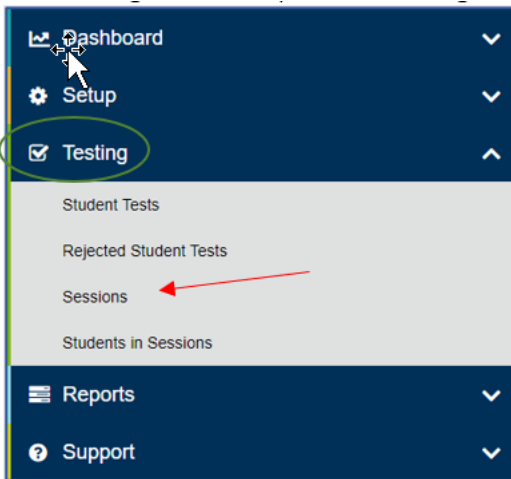 Dashboard
Setup
Testing
Student Tests
Rejected Student Tests
Sessions
Students in Sessions
Reports
Support